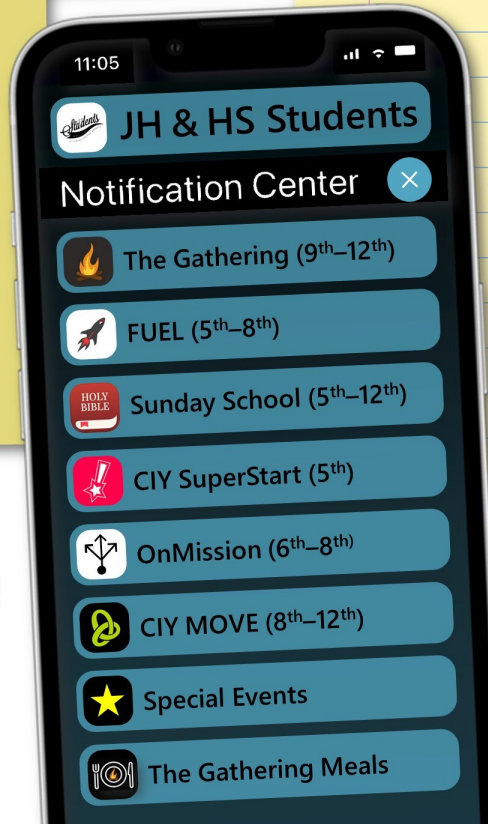 11:05
Students
JH & HS Students
Notification Center
The Gathering (9th–12th)
FUEL (5th–8th)
HOLY
BIBLE
Sunday School (5th–12th)
CIY SuperStart (5th)
OnMission (6th–8th)
CIY MOVE (8th–12th)
Special Events
The Gathering Meals